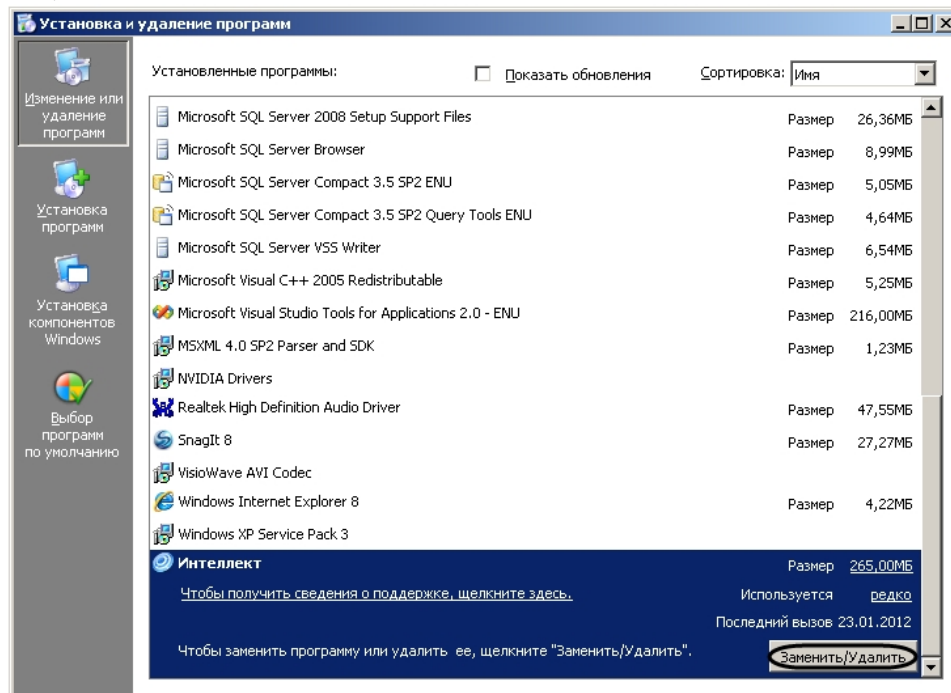 Установка и удаление программ
Изменение или
удаление
программ
Установка
программ
Установка
компонентов
Windows
Выбор
программ
по умолчанию
Установленные программы: Показать обновления Сортировка: Имя
Microsoft SQL Server 2008 Setup Support Files Размер 26,36МБ
Microsoft SQL Server Browser Размер 8,99МБ
Microsoft SQL Server Compact 3.5 SP2 ENU Размер 5,05МБ
Microsoft SQL Server Compact 3.5 SP2 Query Tools ENU Размер 4,64МБ
Microsoft SQL Server VSS Writer Размер 6,54МБ
Microsoft Visual C++ 2005 Redistributable Размер 5,25МБ
Microsoft Visual Studio Tools for Applications 2.0 - ENU Размер 216,00МБ
MSXML 4.0 SP2 Parser and SDK Размер 1,23МБ
NVIDIA Drivers
Realtek High Definition Audio Driver Размер 47,55МБ
SnagIt 8 Размер 27,27МБ
VisioWave AVI Codec
Windows Internet Explorer 8 Размер 4,22МБ
Windows XP Service Pack 3
Интеллект Размер 265,00МБ
Чтобы получить сведения о поддержке, щелкните здесь. Используется редко
Последний вызов 23.01.2012
Чтобы заменить программу или удалить ее, щелкните "Заменить/Удалить". Заменить/Удалить